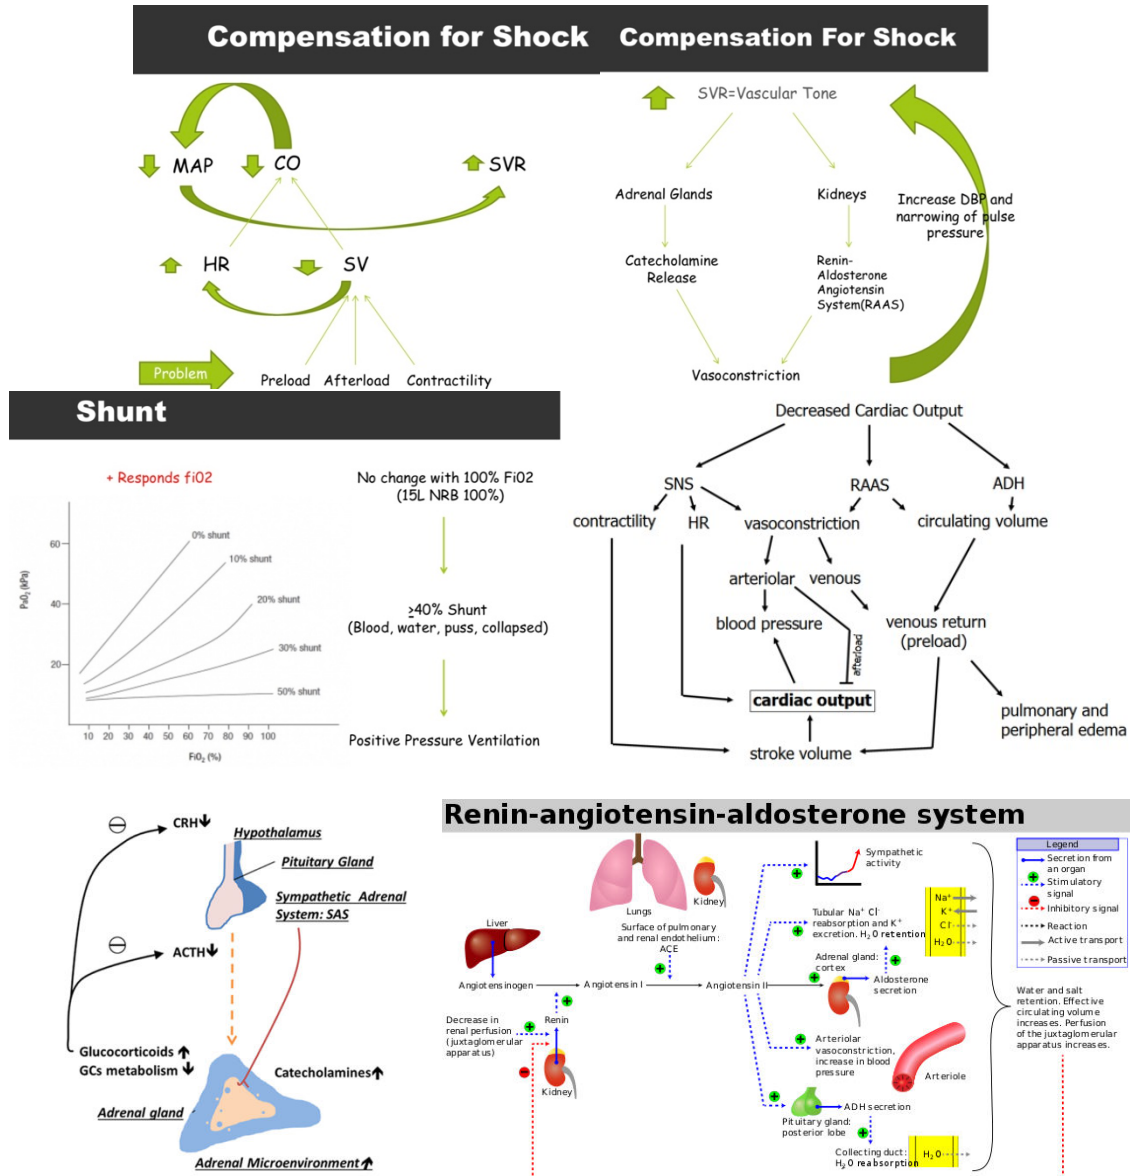 Compensation for Shock
MAP
CO
SVR
HR
SV
Problem
Preload
Afterload
Contractility
Compensation For Shock
SVR=Vascular Tone
Adrenal Glands
Kidneys
Increase DBP and
narrowing of pulse
pressure
Catecholamine
Release
Renin-
Aldosterone
Angiotensin
System(RAAS)
Vasoconstriction
Shunt
+ Responds fiO2
60
40
20
PaO₂ (kPa)
0% shunt
10% shunt
20% shunt
30% shunt
50% shunt
10 20 30 40 50 60 70 80 90 100
FiO₂ (%)
No change with 100% FiO2
(15L NRB 100%)
≥40% Shunt
(Blood, water, puss, collapsed)
Positive Pressure Ventilation
Decreased Cardiac Output
SNS
RAAS
ADH
contractility
HR
vasoconstriction
circulating volume
arteriolar
venous
blood pressure
venous return
(preload)
afterload
cardiac output
pulmonary and
peripheral edema
stroke volume
CRH
Hypothalamus
Pituitary Gland
Sympathetic Adrenal
System: SAS
ACTH
Glucocorticoids
GCs metabolism
Catecholamines
Adrenal gland
Adrenal Microenvironment
Renin-angiotensin-aldosterone system
Lungs
Kidney
Liver
Surface of pulmonary
and renal endothelium:
ACE
Angiotensinogen
Angiotensin I
Angiotensin II
Decrease in
renal perfusion
(juxtaglomerular
apparatus)
Renin
Kidney
Sympathetic
activity
Tubular Na⁺ Cl⁻
reabsorption and K⁺
excretion. H₂O retention
Adrenal gland:
cortex
Aldosterone
secretion
Arteriolar
vasoconstriction,
increase in blood
pressure
Arteriole
Pituitary gland:
posterior lobe
ADH secretion
Collecting duct:
H₂O reabsorption
H₂O
Na⁺
K⁺
Cl⁻
H₂O
Legend
Secretion from
an organ
Stimulatory
signal
Inhibitory signal
Reaction
Active transport
Passive transport
Water and salt
retention. Effective
circulating volume
increases. Perfusion
of the juxtaglomerular
apparatus increases.